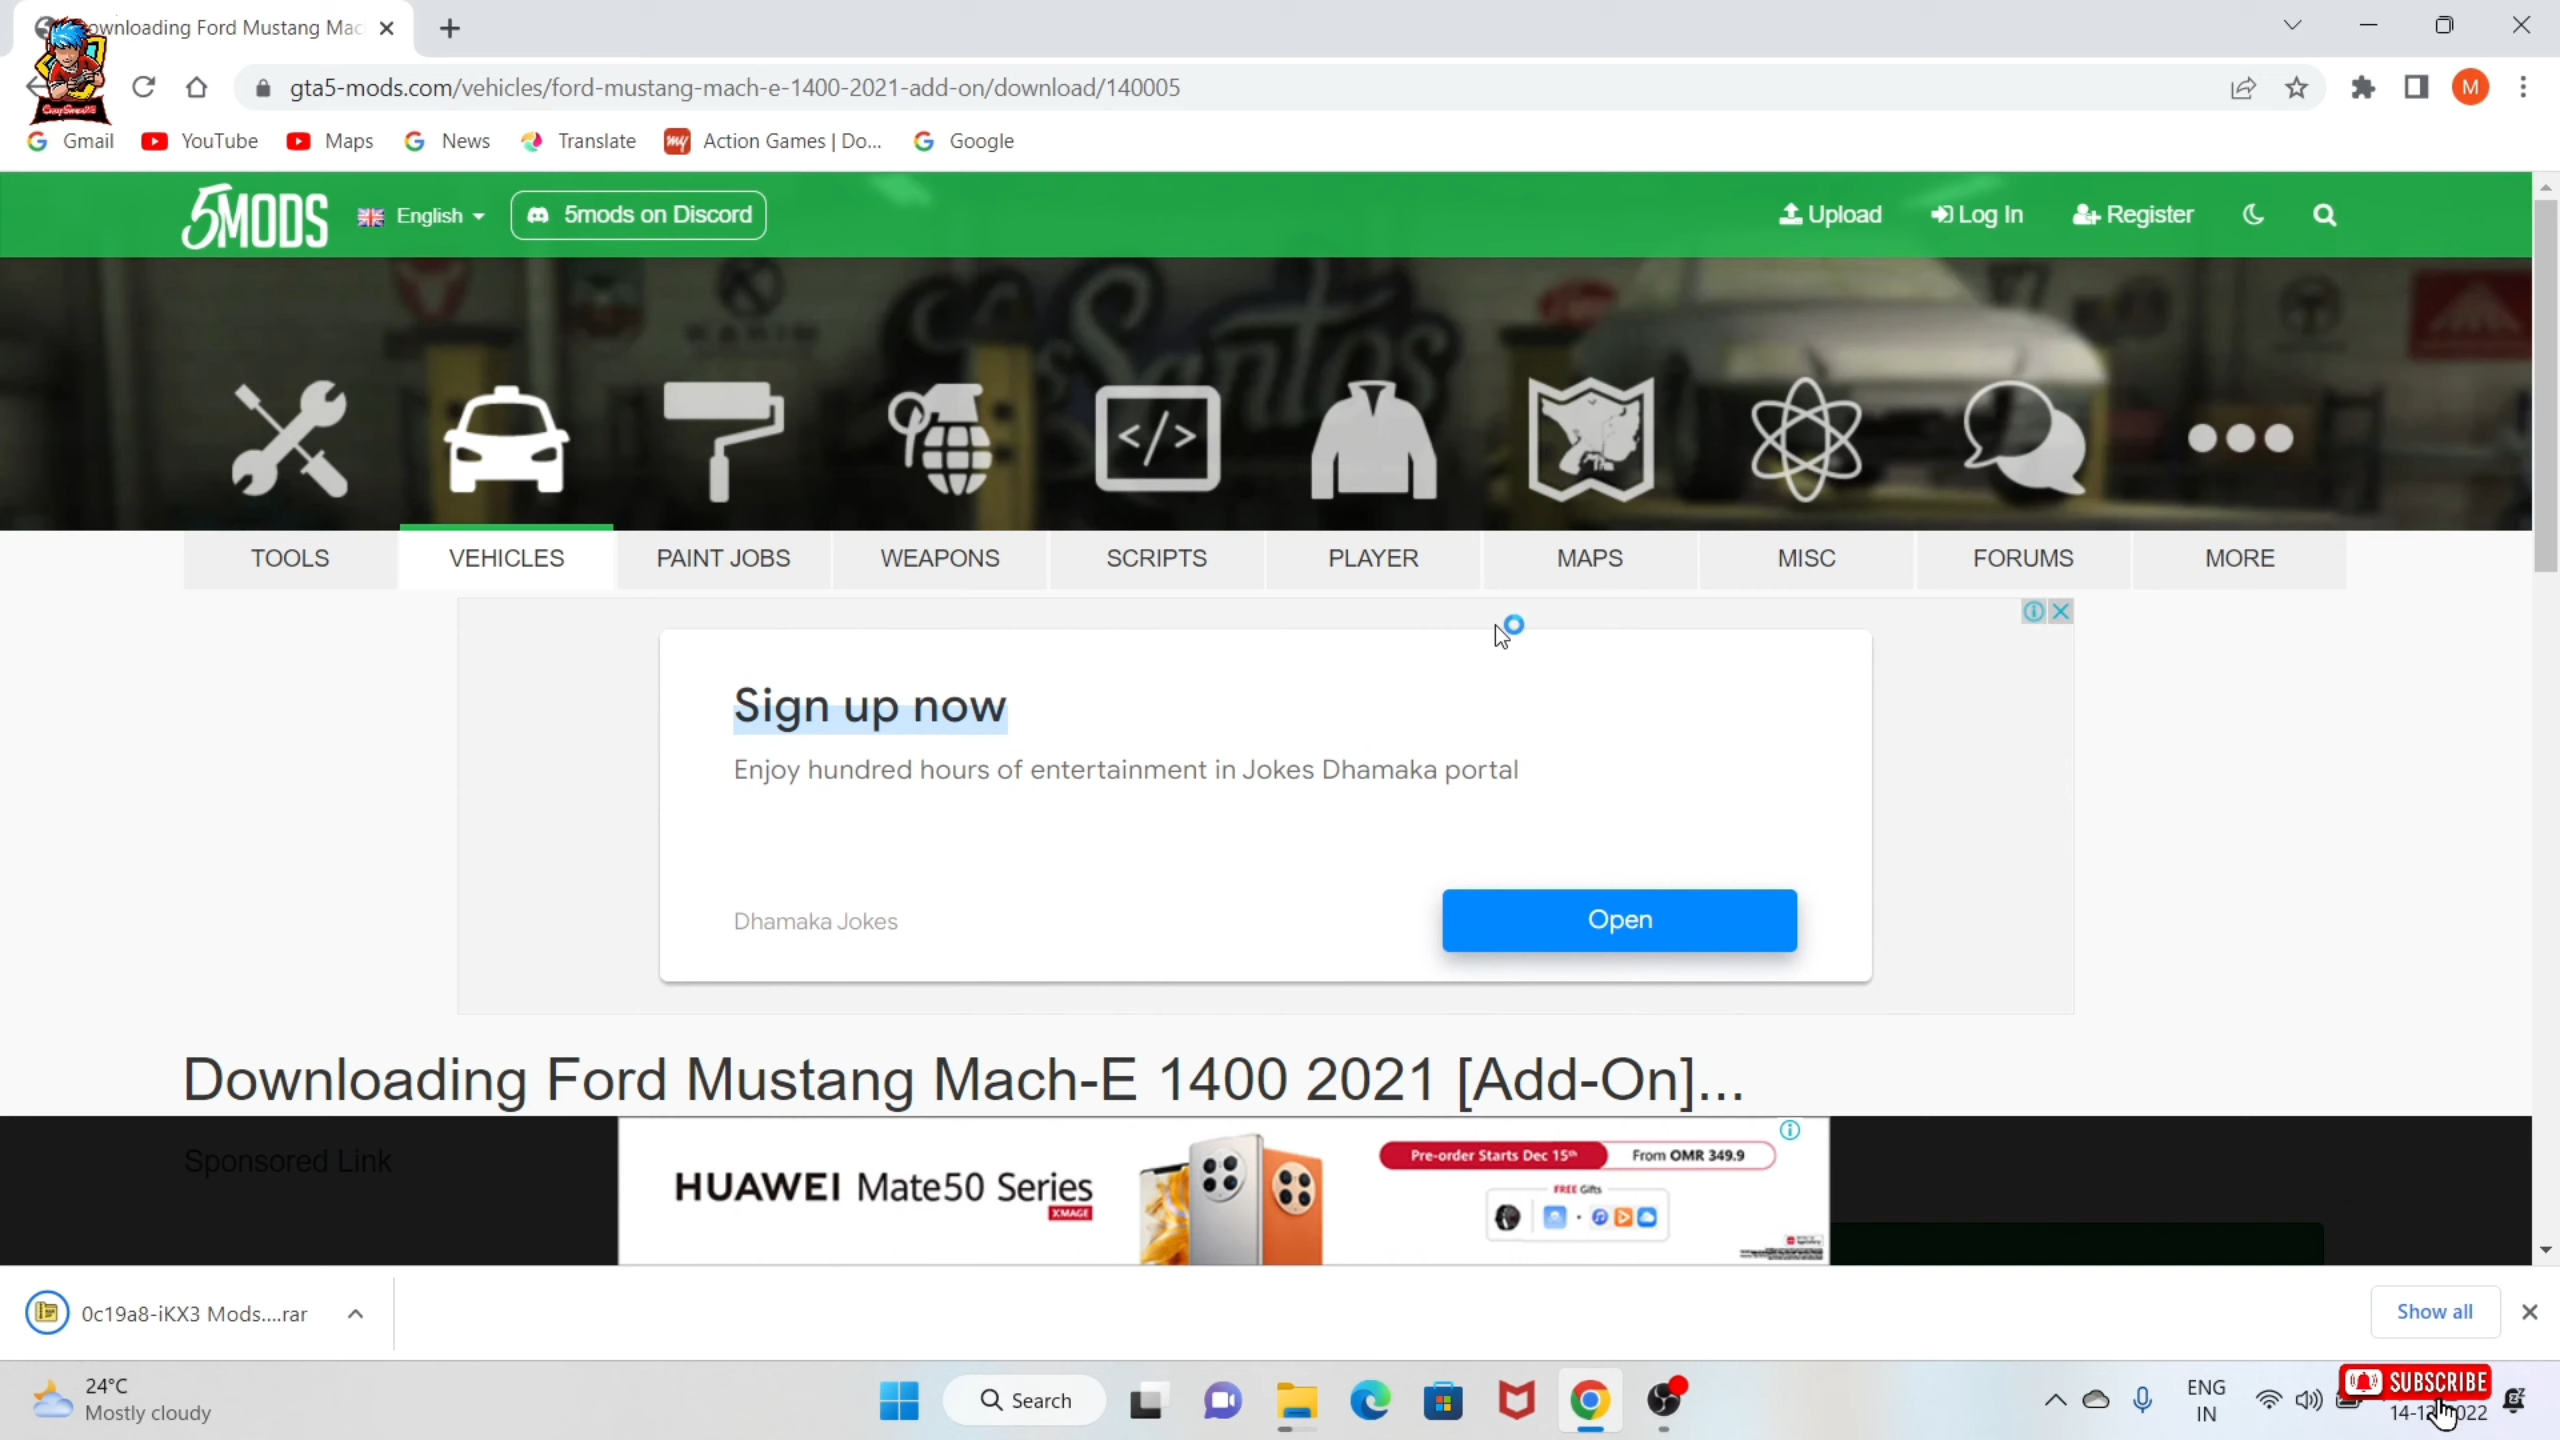 ownloading Ford Mustang Mac
gta5-mods.com/vehicles/ford-mustang-mach-e-1400-2021-add-on/download/140005
M
Gmail YouTube Maps News Translate my Action Games | Do... Google
5MODS English 5mods on Discord Upload Log In Register
Los Santos
TOOLS VEHICLES PAINT JOBS WEAPONS SCRIPTS PLAYER MAPS MISC FORUMS MORE
Sign up now
Enjoy hundred hours of entertainment in Jokes Dhamaka portal
Dhamaka Jokes
Open
Downloading Ford Mustang Mach-E 1400 2021 [Add-On]...
Sponsored Link
HUAWEI Mate50 Series
XMAGE
Pre-order Starts Dec 15th From OMR 349.9
FREE Gifts
0c19a8-iKX3 Mods....rar
Show all
24°C
Mostly cloudy
Search
ENG
IN
SUBSCRIBE